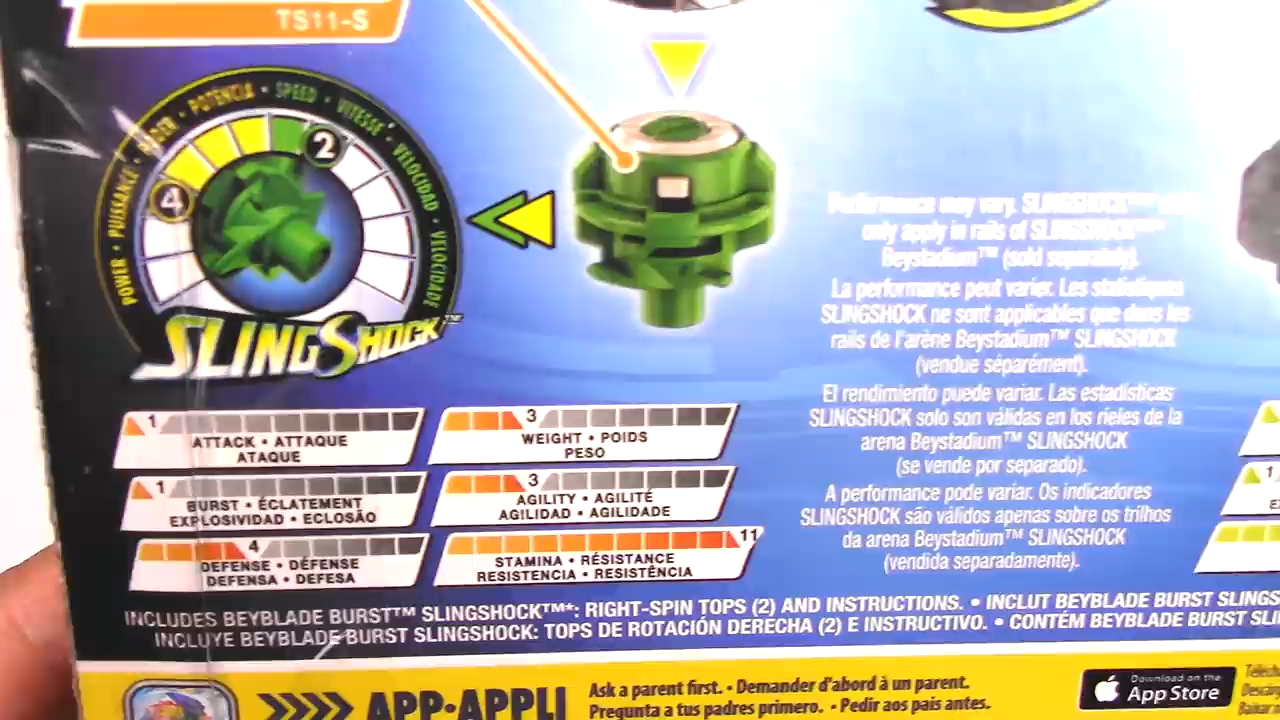 TS11-S
POWER • PUISSANCE • PODER • POTENCIA • SPEED • VITESSE • VELOCIDAD • VELOCIDADE
4
2
SLINGSHOCK™
1
ATTACK • ATTAQUE
ATAQUE
3
WEIGHT • POIDS
PESO
1
BURST • ÉCLATEMENT
EXPLOSIVIDAD • ECLOSÃO
3
AGILITY • AGILITÉ
AGILIDAD • AGILIDADE
4
DEFENSE • DÉFENSE
DEFENSA • DEFESA
11
STAMINA • RÉSISTANCE
RESISTENCIA • RESISTÊNCIA
Performance may vary. SLINGSHOCK™
only apply in rails of SLINGSHOCK™
Beystadium™ (sold separately).
La performance peut varier. Les statistiques
SLINGSHOCK ne sont applicables que dans les
rails de l'arène Beystadium™ SLINGSHOCK
(vendue séparément).
El rendimiento puede variar. Las estadísticas
SLINGSHOCK solo son válidas en los rieles de la
arena Beystadium™ SLINGSHOCK
(se vende por separado).
A performance pode variar. Os indicadores
SLINGSHOCK são válidos apenas sobre os trilhos
da arena Beystadium™ SLINGSHOCK
(vendida separadamente).
1
INCLUDES BEYBLADE BURST™ SLINGSHOCK™*: RIGHT-SPIN TOPS (2) AND INSTRUCTIONS. • INCLUT BEYBLADE BURST SLINGS
INCLUYE BEYBLADE BURST SLINGSHOCK: TOPS DE ROTACIÓN DERECHA (2) E INSTRUCTIVO. • CONTÉM BEYBLADE BURST SLI
APP•APPLI
Ask a parent first. • Demander d'abord à un parent.
Pregunta a tus padres primero. • Pedir aos pais antes.
Download on the
App Store